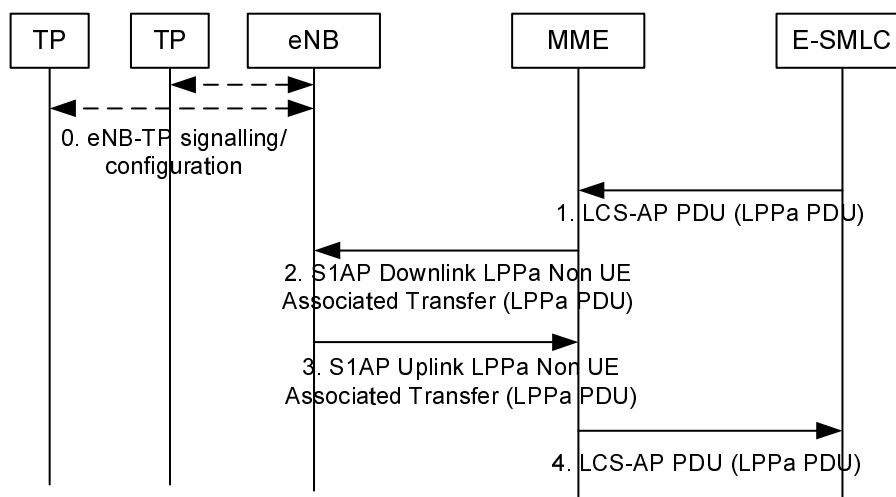 TP
TP
eNB
MME
E-SMLC
0. eNB-TP signalling/
configuration
1. LCS-AP PDU (LPPa PDU)
2. S1AP Downlink LPPa Non UE
Associated Transfer (LPPa PDU)
3. S1AP Uplink LPPa Non UE
Associated Transfer (LPPa PDU)
4. LCS-AP PDU (LPPa PDU)